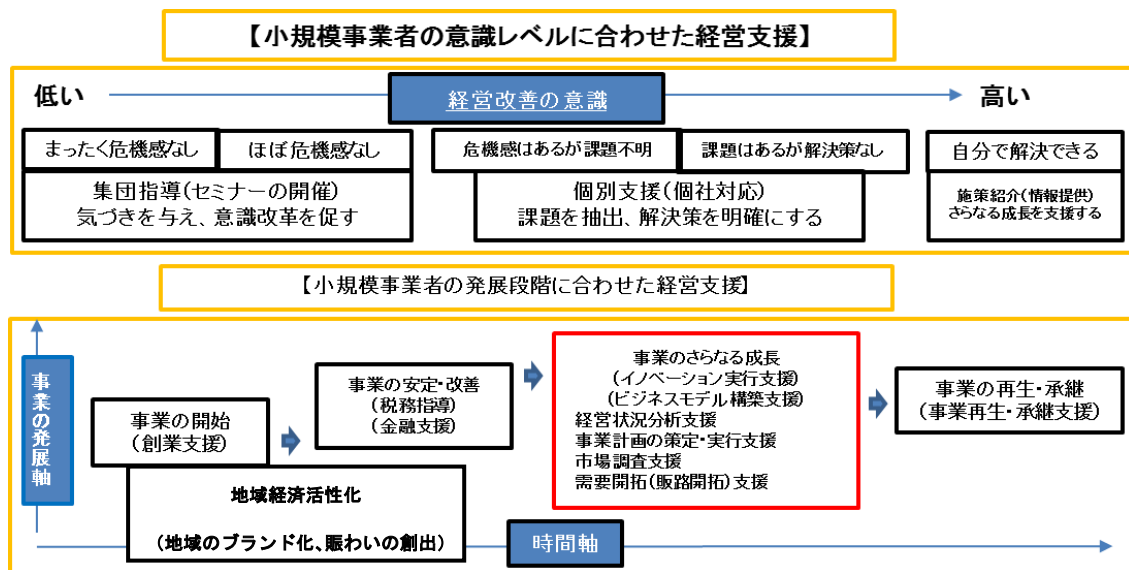 【小規模事業者の意識レベルに合わせた経営支援】
低い
経営改善の意識
高い
まったく危機感なし
ほぼ危機感なし
危機感はあるが課題不明
課題はあるが解決策なし
自分で解決できる
集団指導(セミナーの開催)
気づきを与え、意識改革を促す
個別支援(個社対応)
課題を抽出、解決策を明確にする
施策紹介(情報提供)
さらなる成長を支援する
【小規模事業者の発展段階に合わせた経営支援】
事業の発展軸
事業の開始
(創業支援)
事業の安定・改善
(税務指導)
(金融支援)
事業のさらなる成長
(イノベーション実行支援)
(ビジネスモデル構築支援)
経営状況分析支援
事業計画の策定・実行支援
市場調査支援
需要開拓(販路開拓)支援
事業の再生・承継
(事業再生・承継支援)
地域経済活性化
(地域のブランド化、賑わいの創出)
時間軸